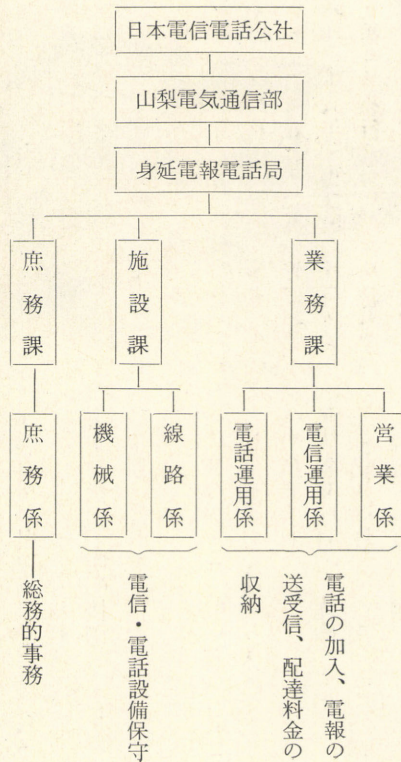 日本電信電話公社
山梨電気通信部
身延電報電話局
業務課
施設課
庶務課
営業係
電信運用係
電話運用係
線路係
機械係
庶務係
電話の加入、電報の
送受信、配達料金の
収納
電信・電話設備保守
総務的事務